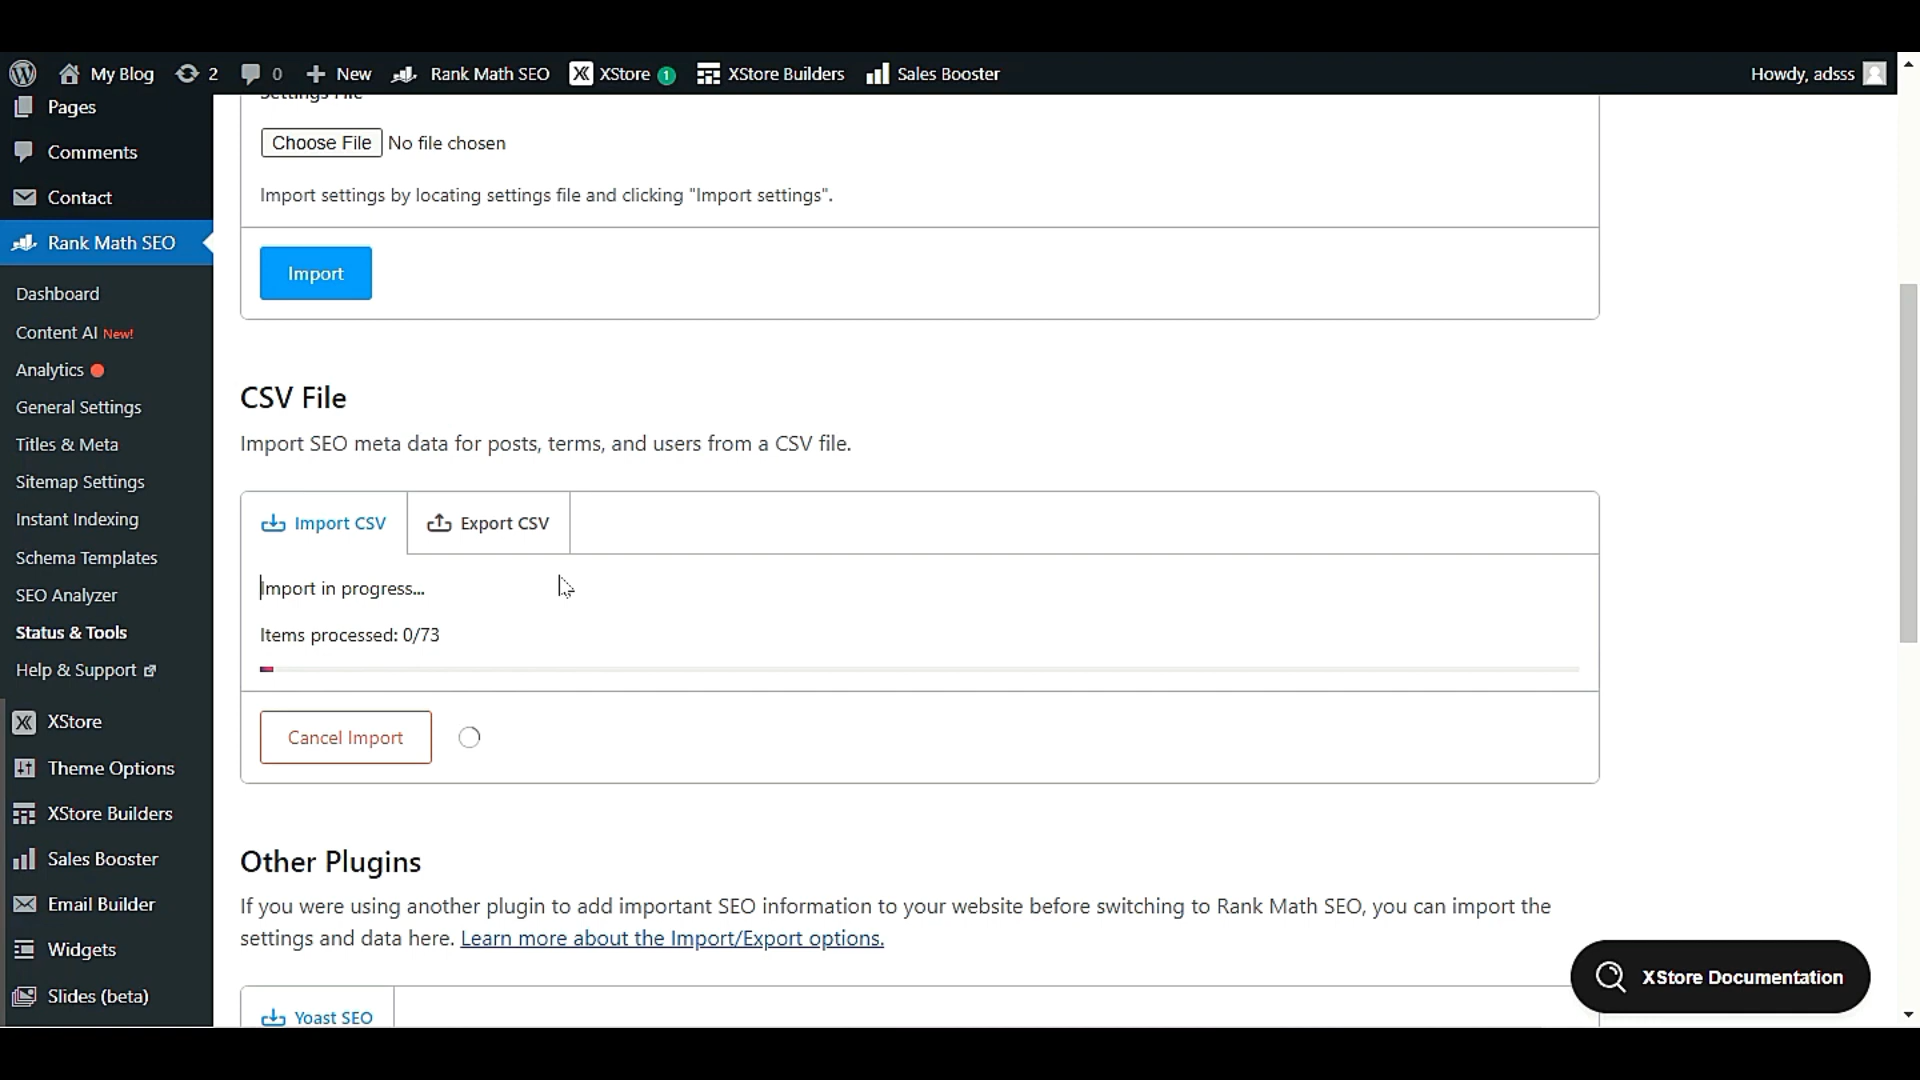 My Blog 2 0 New Rank Math SEO XStore 1 XStore Builders Sales Booster Howdy, adsss
Pages
Comments
Contact
Rank Math SEO
Dashboard
Content AI New!
Analytics
General Settings
Titles & Meta
Sitemap Settings
Instant Indexing
Schema Templates
SEO Analyzer
Status & Tools
Help & Support
XStore
Theme Options
XStore Builders
Sales Booster
Email Builder
Widgets
Slides (beta)
Settings File
Choose File No file chosen
Import settings by locating settings file and clicking "Import settings".
Import
CSV File
Import SEO meta data for posts, terms, and users from a CSV file.
Import CSV Export CSV
Import in progress...
Items processed: 0/73
Cancel Import
Other Plugins
If you were using another plugin to add important SEO information to your website before switching to Rank Math SEO, you can import the
settings and data here. Learn more about the Import/Export options.
Yoast SEO
XStore Documentation